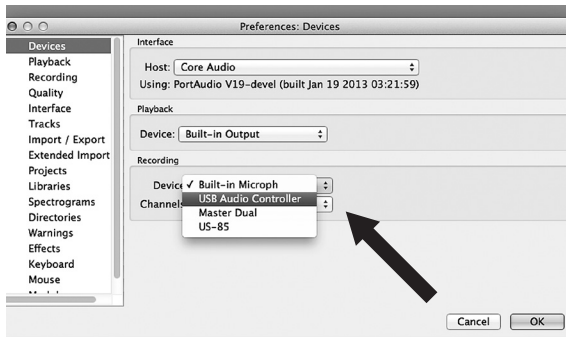 Preferences: Devices
Devices
Playback
Recording
Quality
Interface
Tracks
Import / Export
Extended Import
Projects
Libraries
Spectrograms
Directories
Warnings
Effects
Keyboard
Mouse
Interface
Host: Core Audio
Using: PortAudio V19-devel (built Jan 19 2013 03:21:59)
Playback
Device: Built-in Output
Recording
Device ✓ Built-in Microph
Channels
USB Audio Controller
Master Dual
US-85
Cancel OK